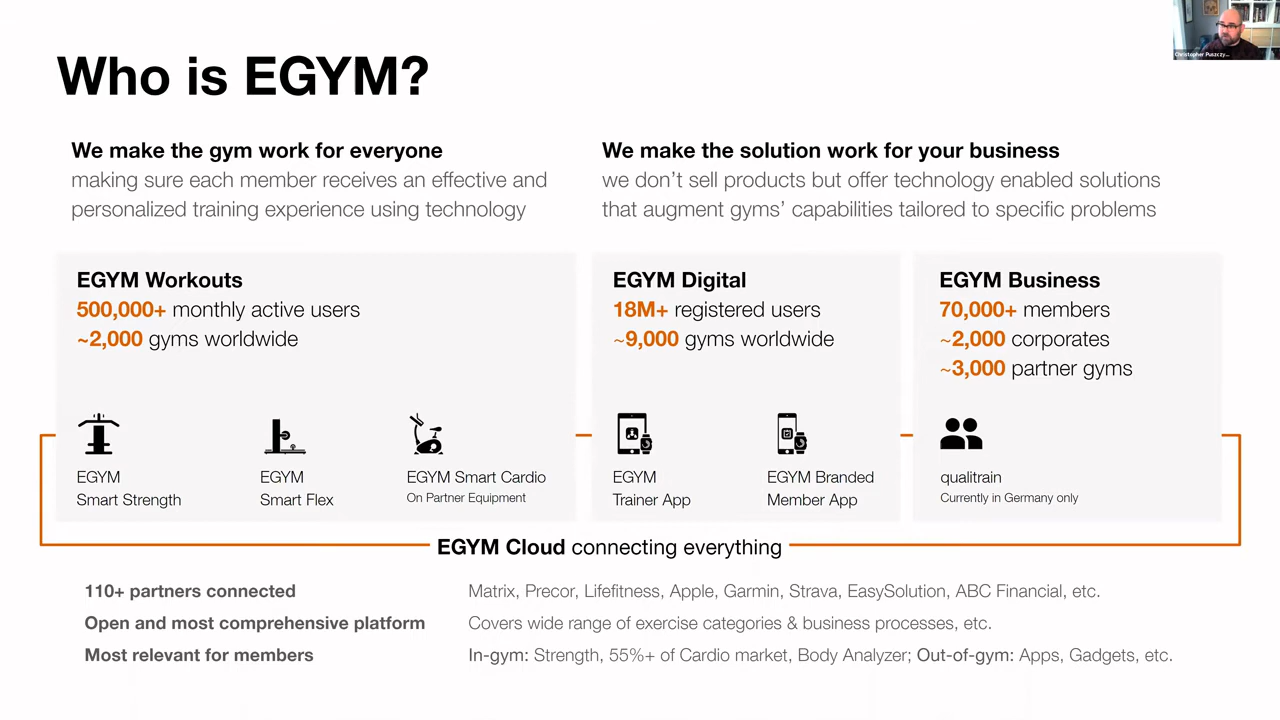 Who is EGYM?
Christopher Puszczy...
We make the gym work for everyone
making sure each member receives an effective and
personalized training experience using technology
We make the solution work for your business
we don't sell products but offer technology enabled solutions
that augment gyms' capabilities tailored to specific problems
EGYM Workouts
500,000+ monthly active users
~2,000 gyms worldwide
EGYM
Smart Strength
EGYM
Smart Flex
EGYM Smart Cardio
On Partner Equipment
EGYM Digital
18M+ registered users
~9,000 gyms worldwide
EGYM
Trainer App
EGYM Branded
Member App
EGYM Business
70,000+ members
~2,000 corporates
~3,000 partner gyms
qualitrain
Currently in Germany only
EGYM Cloud connecting everything
110+ partners connected
Matrix, Precor, Lifefitness, Apple, Garmin, Strava, EasySolution, ABC Financial, etc.
Open and most comprehensive platform
Covers wide range of exercise categories & business processes, etc.
Most relevant for members
In-gym: Strength, 55%+ of Cardio market, Body Analyzer; Out-of-gym: Apps, Gadgets, etc.